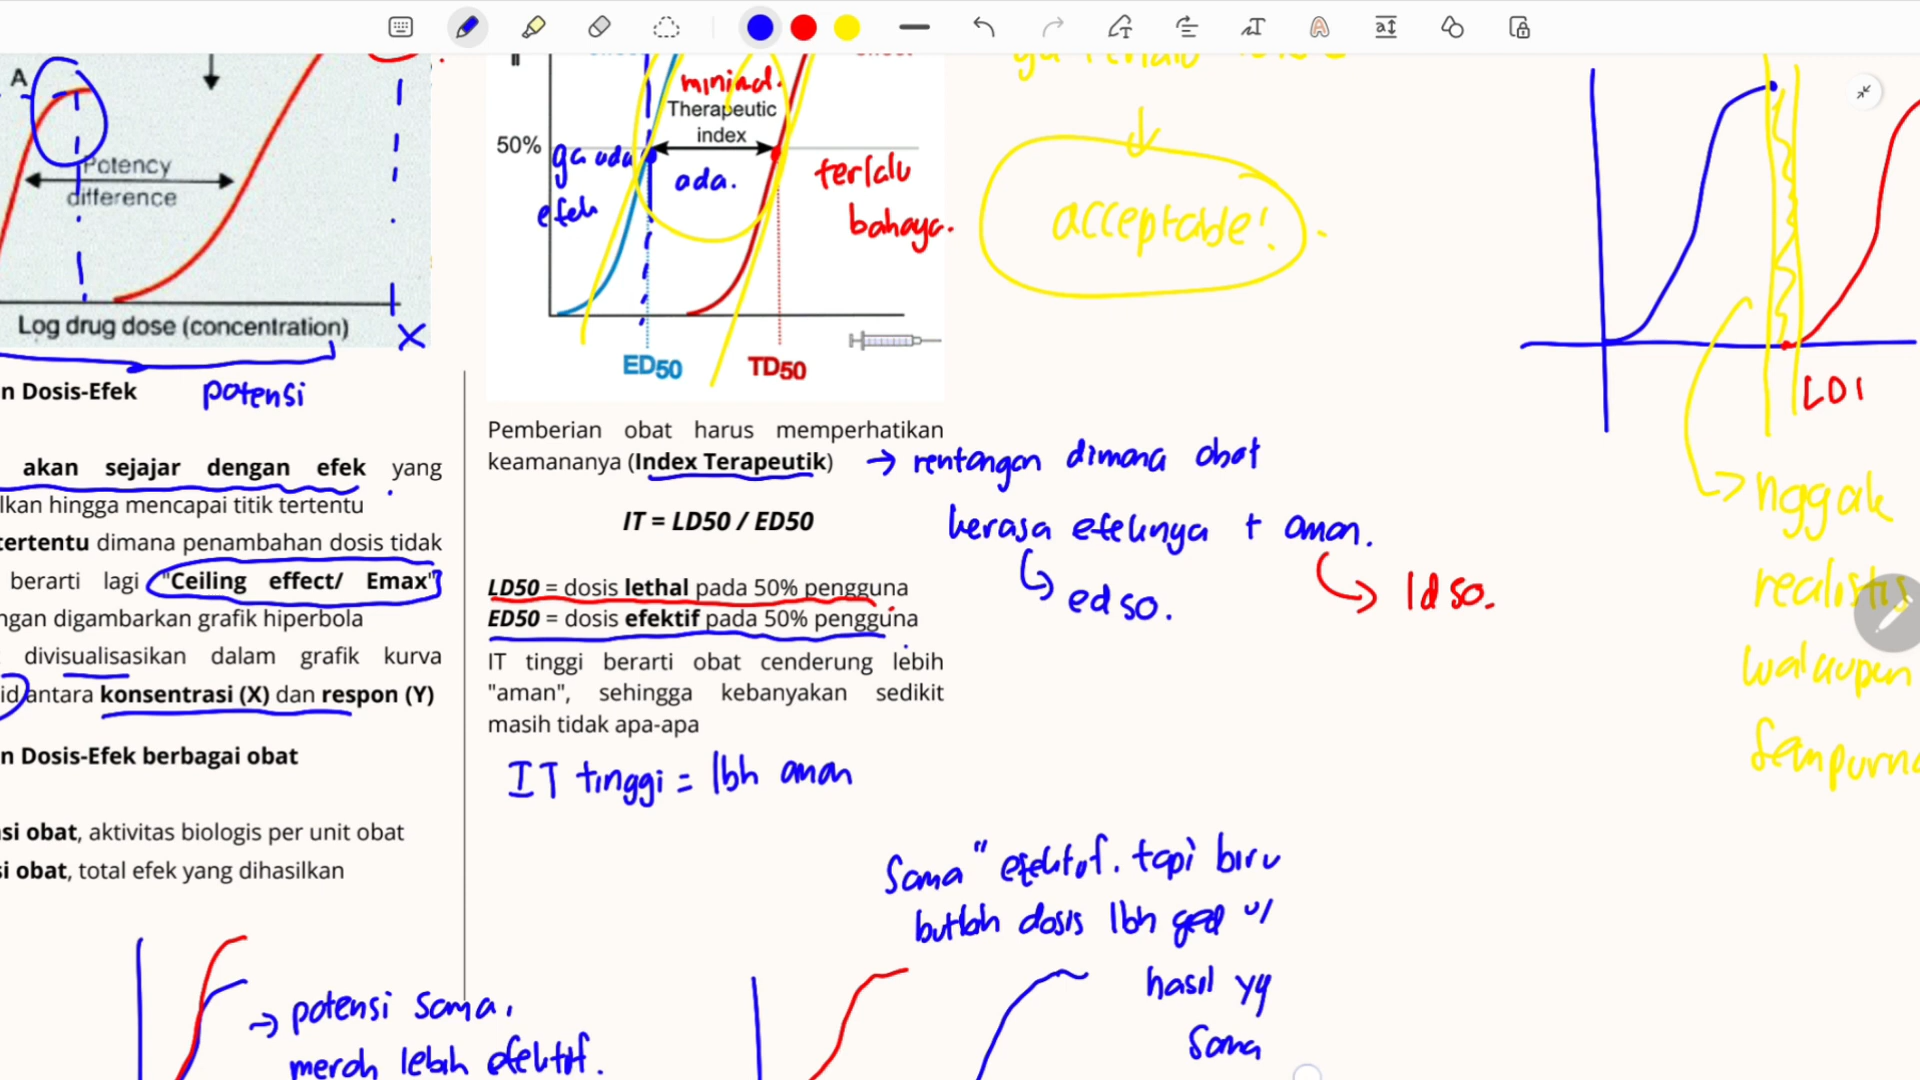 A
Potency
difference
Log drug dose (concentration)
X
potensi
n Dosis-Efek
akan sejajar dengan efek yang
lkan hingga mencapai titik tertentu
tertentu dimana penambahan dosis tidak
berarti lagi "Ceiling effect/ Emax"
ngan digambarkan grafik hiperbola
divisualisasikan dalam grafik kurva
id antara konsentrasi (X) dan respon (Y)
n Dosis-Efek berbagai obat
si obat, aktivitas biologis per unit obat
si obat, total efek yang dihasilkan
→ potensi sama,
merah lebih efektif.
minimal.
Therapeutic
index
50%
ga ada
efek
ada.
terlalu
bahaya.
ED50
TD50
Pemberian obat harus memperhatikan
keamananya (Index Terapeutik)
→ rentangan dimana obat
kerasa efeknya + aman.
ed 50.
ld 50.
IT = LD50 / ED50
LD50 = dosis lethal pada 50% pengguna
ED50 = dosis efektif pada 50% pengguna
IT tinggi berarti obat cenderung lebih
"aman", sehingga kebanyakan sedikit
masih tidak apa-apa
IT tinggi = lbh aman
Sama" efektif. tapi biru
butuh dosis lbh ged u/
hasil yg
sama
acceptable!
LD1
nggak
realistis
walaupun
Sempurna